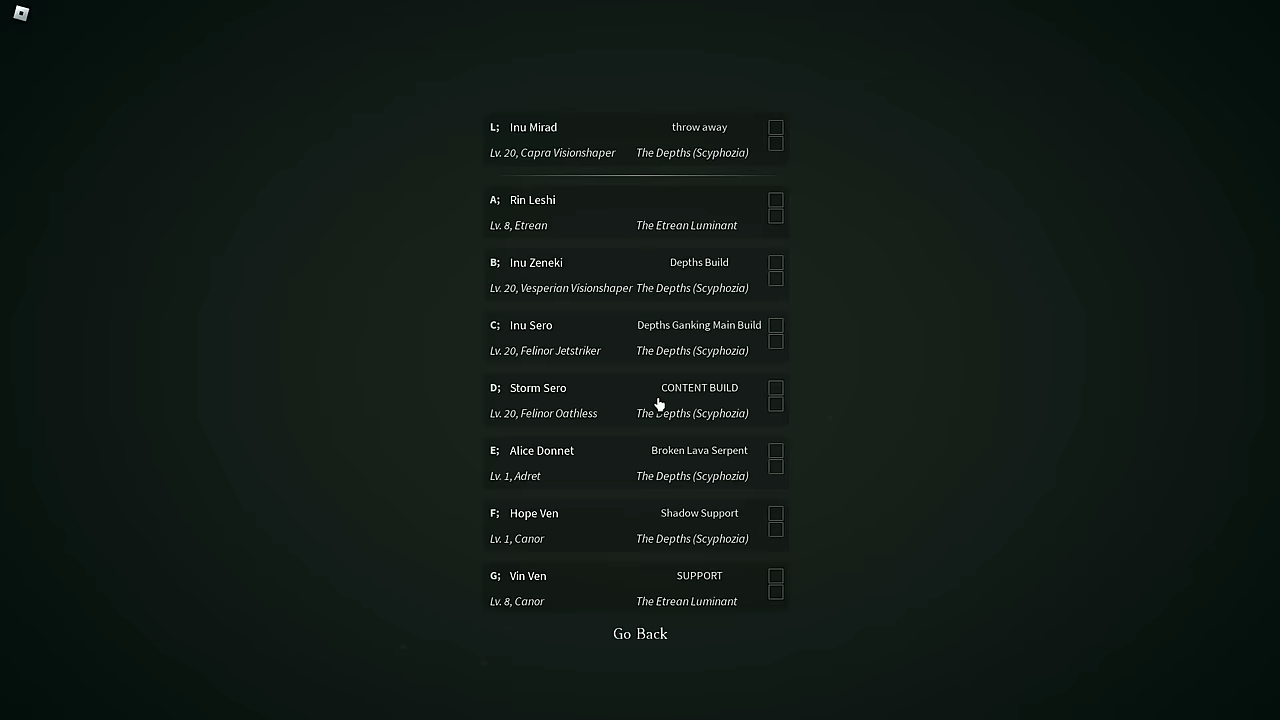 L; Inu Mirad throw away
Lv. 20, Capra Visionshaper The Depths (Scyphozia)
A; Rin Leshi
Lv. 8, Etrean The Etrean Luminant
B; Inu Zeneki Depths Build
Lv. 20, Vesperian Visionshaper The Depths (Scyphozia)
C; Inu Sero Depths Ganking Main Build
Lv. 20, Felinor Jetstriker The Depths (Scyphozia)
D; Storm Sero CONTENT BUILD
Lv. 20, Felinor Oathless The Depths (Scyphozia)
E; Alice Donnet Broken Lava Serpent
Lv. 1, Adret The Depths (Scyphozia)
F; Hope Ven Shadow Support
Lv. 1, Canor The Depths (Scyphozia)
G; Vin Ven SUPPORT
Lv. 8, Canor The Etrean Luminant
Go Back